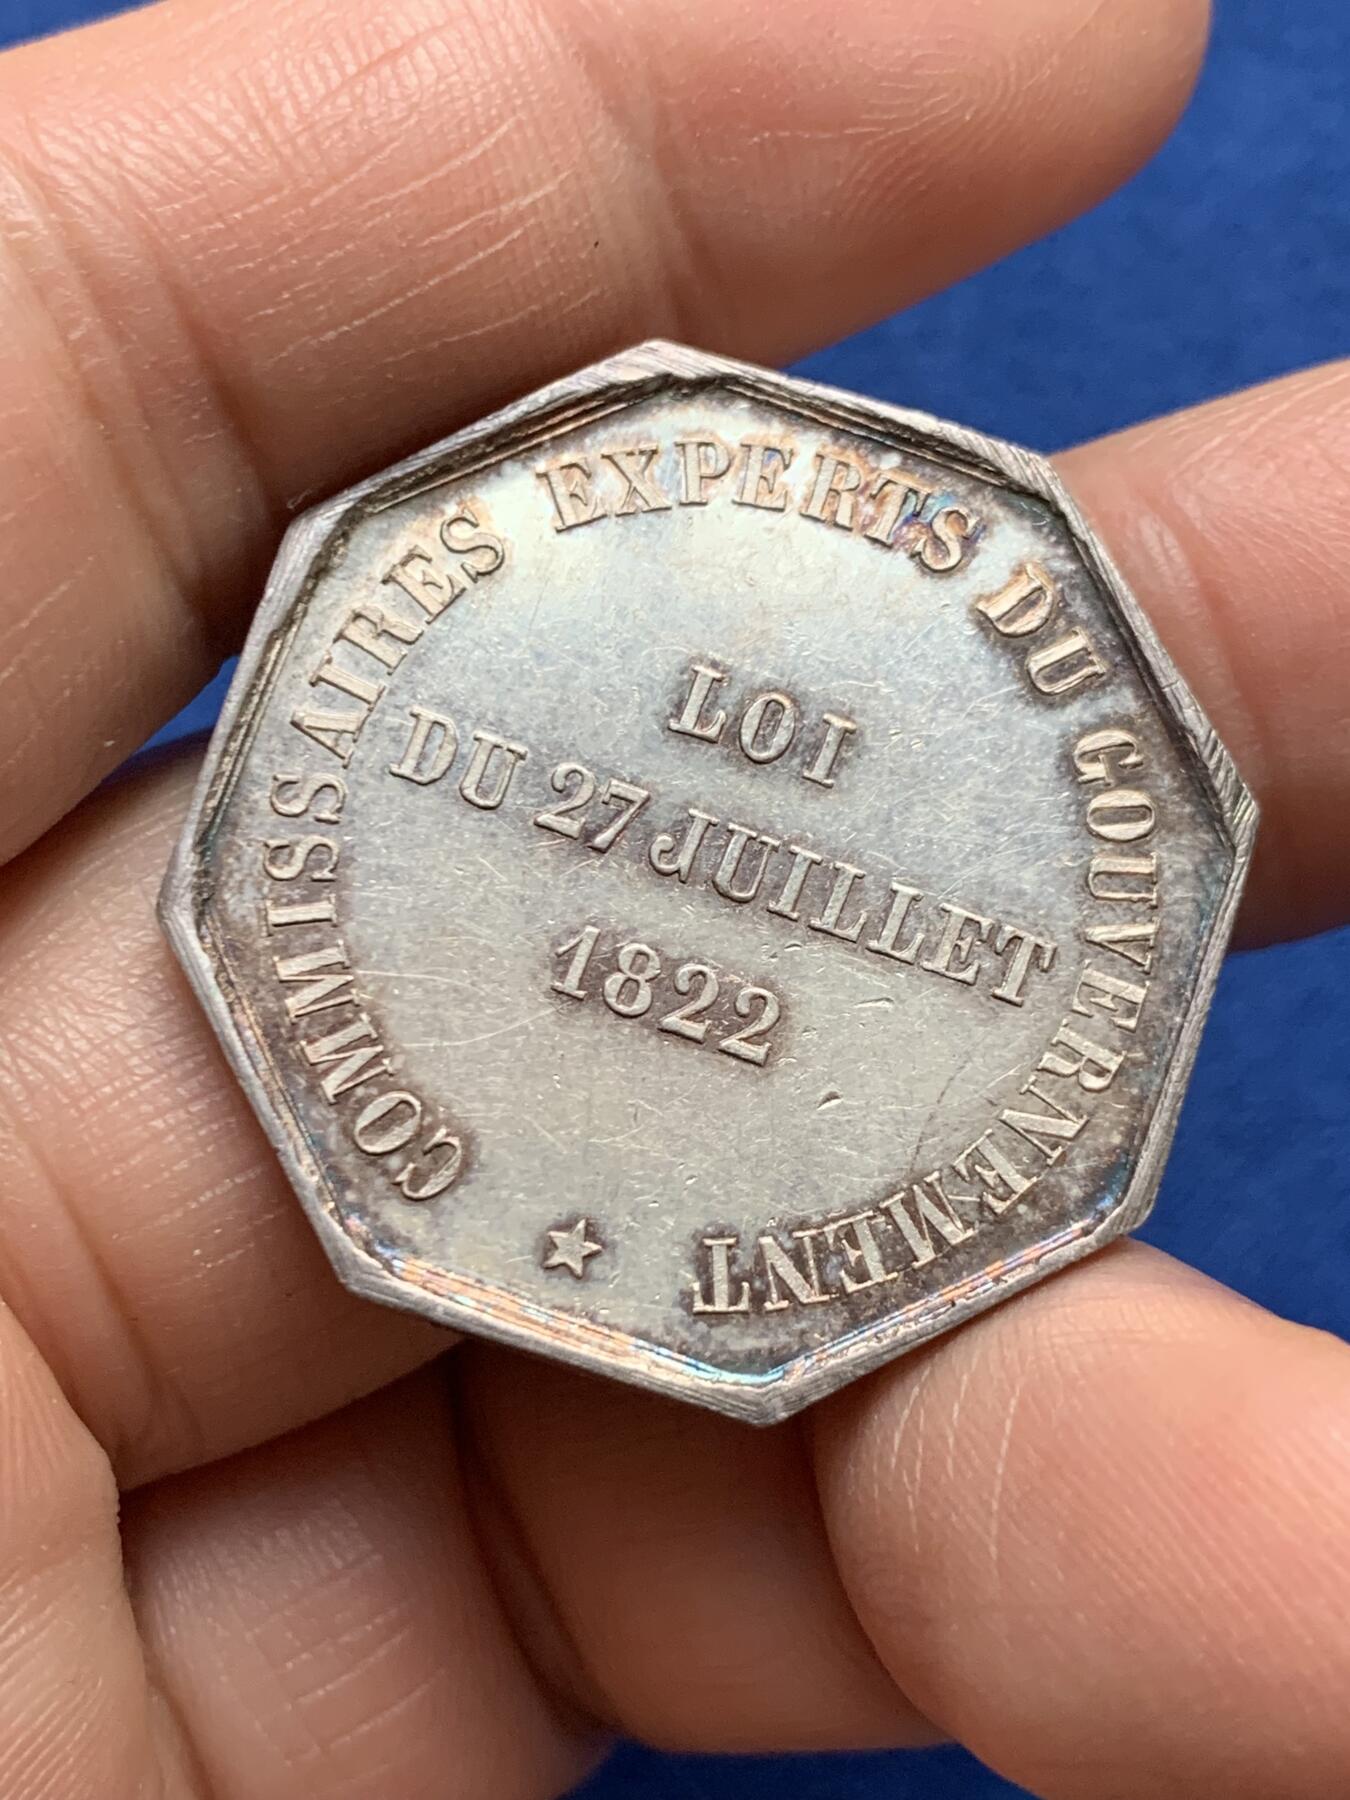 COMMISSAIRES EXPERTS DU GOUVERNEMENT
LOI
DU 27 JUILLET
1822